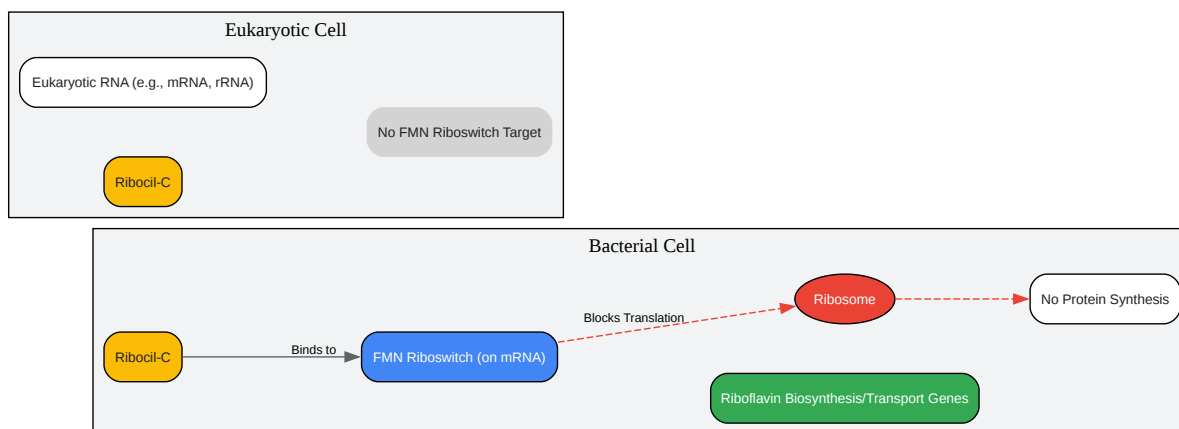 Eukaryotic Cell
Eukaryotic RNA (e.g., mRNA, rRNA)
No FMN Riboswitch Target
Ribocil-C
Bacterial Cell
Ribosome
No Protein Synthesis
Blocks Translation
Binds to
Ribocil-C
FMN Riboswitch (on mRNA)
Riboflavin Biosynthesis/Transport Genes